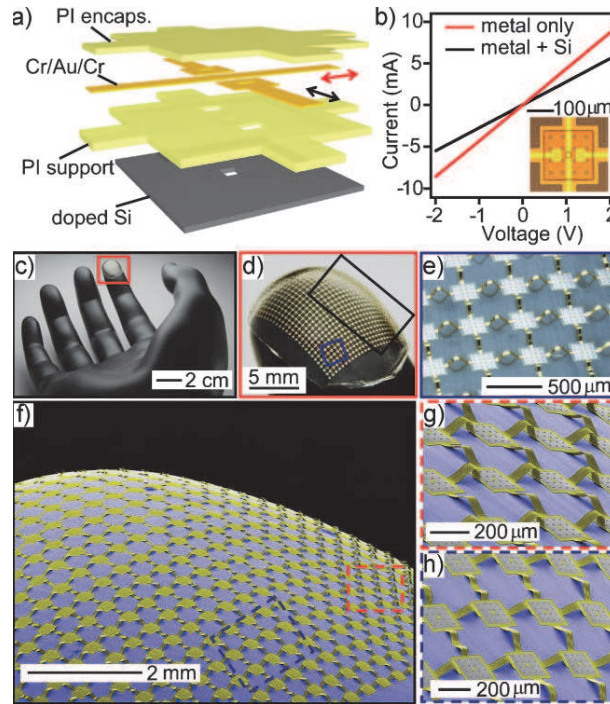 a)
PI encaps.
Cr/Au/Cr
PI support
doped Si
b)
metal only
metal + Si
100 μm
Current (mA)
10
5
0
-5
-10
-2
-1
0
1
2
Voltage (V)
c)
2 cm
d)
5 mm
e)
500 μm
f)
2 mm
g)
200 μm
h)
200 μm